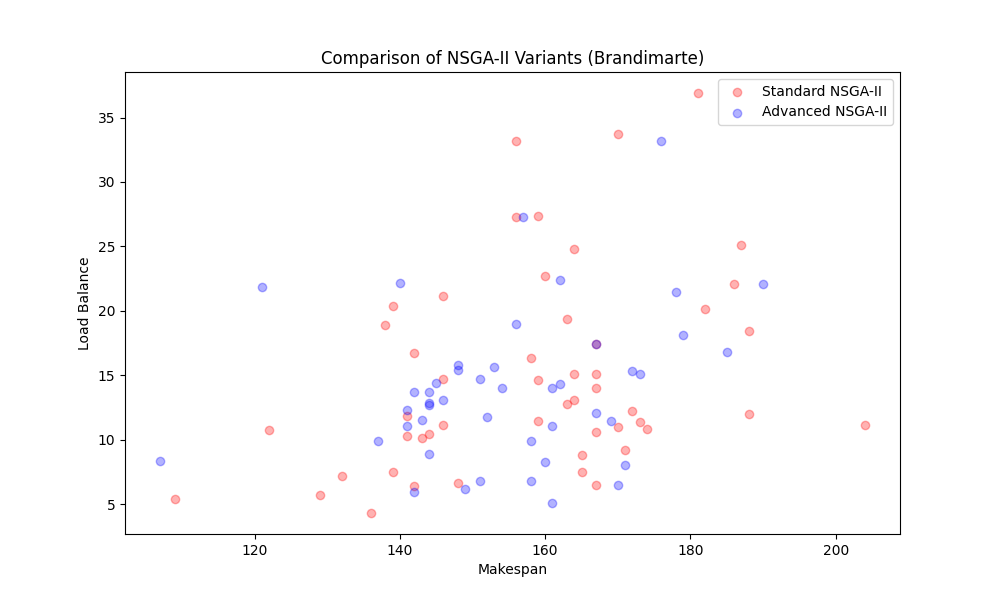 Comparison of NSGA-II Variants (Brandimarte)
Standard NSGA-II
Advanced NSGA-II
Load Balance
35
30
25
20
15
10
5
120 140 160 180 200
Makespan